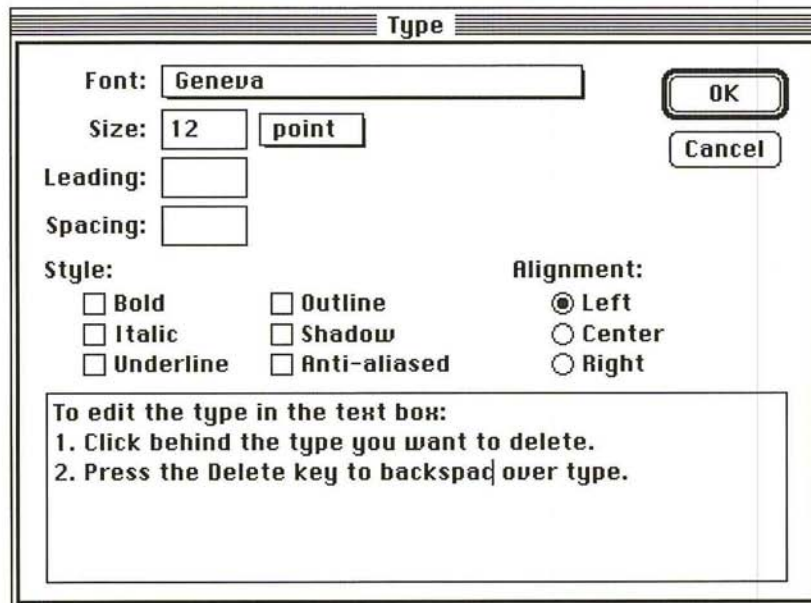 Type
Font: Geneva
OK
Size: 12 point
Cancel
Leading:
Spacing:
Style:
Alignment:
Bold
Outline
Left
Italic
Shadow
Center
Underline
Anti-aliased
Right
To edit the type in the text box:
1. Click behind the type you want to delete.
2. Press the Delete key to backspac over type.